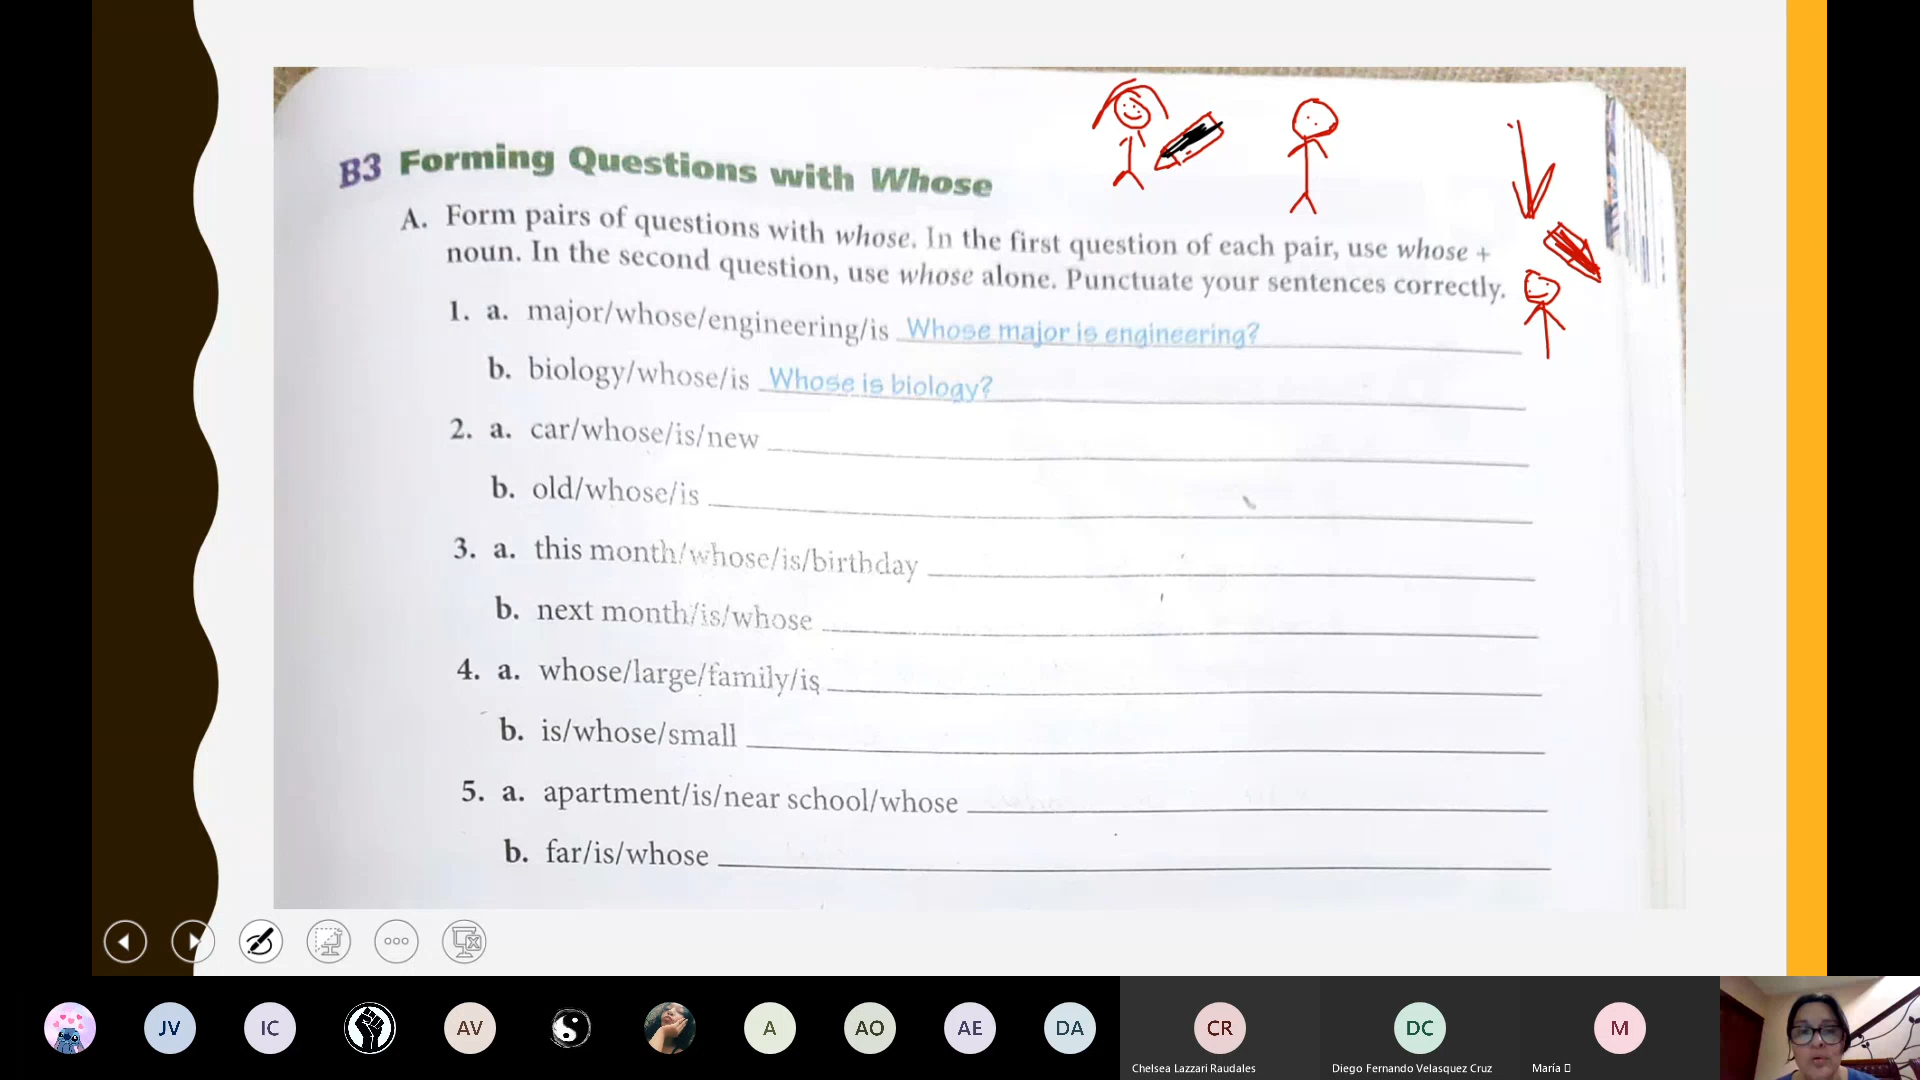 B3 Forming Questions with Whose
A. Form pairs of questions with whose. In the first question of each pair, use whose +
noun. In the second question, use whose alone. Punctuate your sentences correctly.
1. a. major/whose/engineering/is Whose major is engineering?
b. biology/whose/is Whose is biology?
2. a. car/whose/is/new
b. old/whose/is
3. a. this month/whose/is/birthday
b. next month/is/whose
4. a. whose/large/family/is
b. is/whose/small
5. a. apartment/is/near school/whose
b. far/is/whose
JV IC AV A AO AE DA CR DC M
Chelsea Lazzari Raudales Diego Fernando Velasquez Cruz María